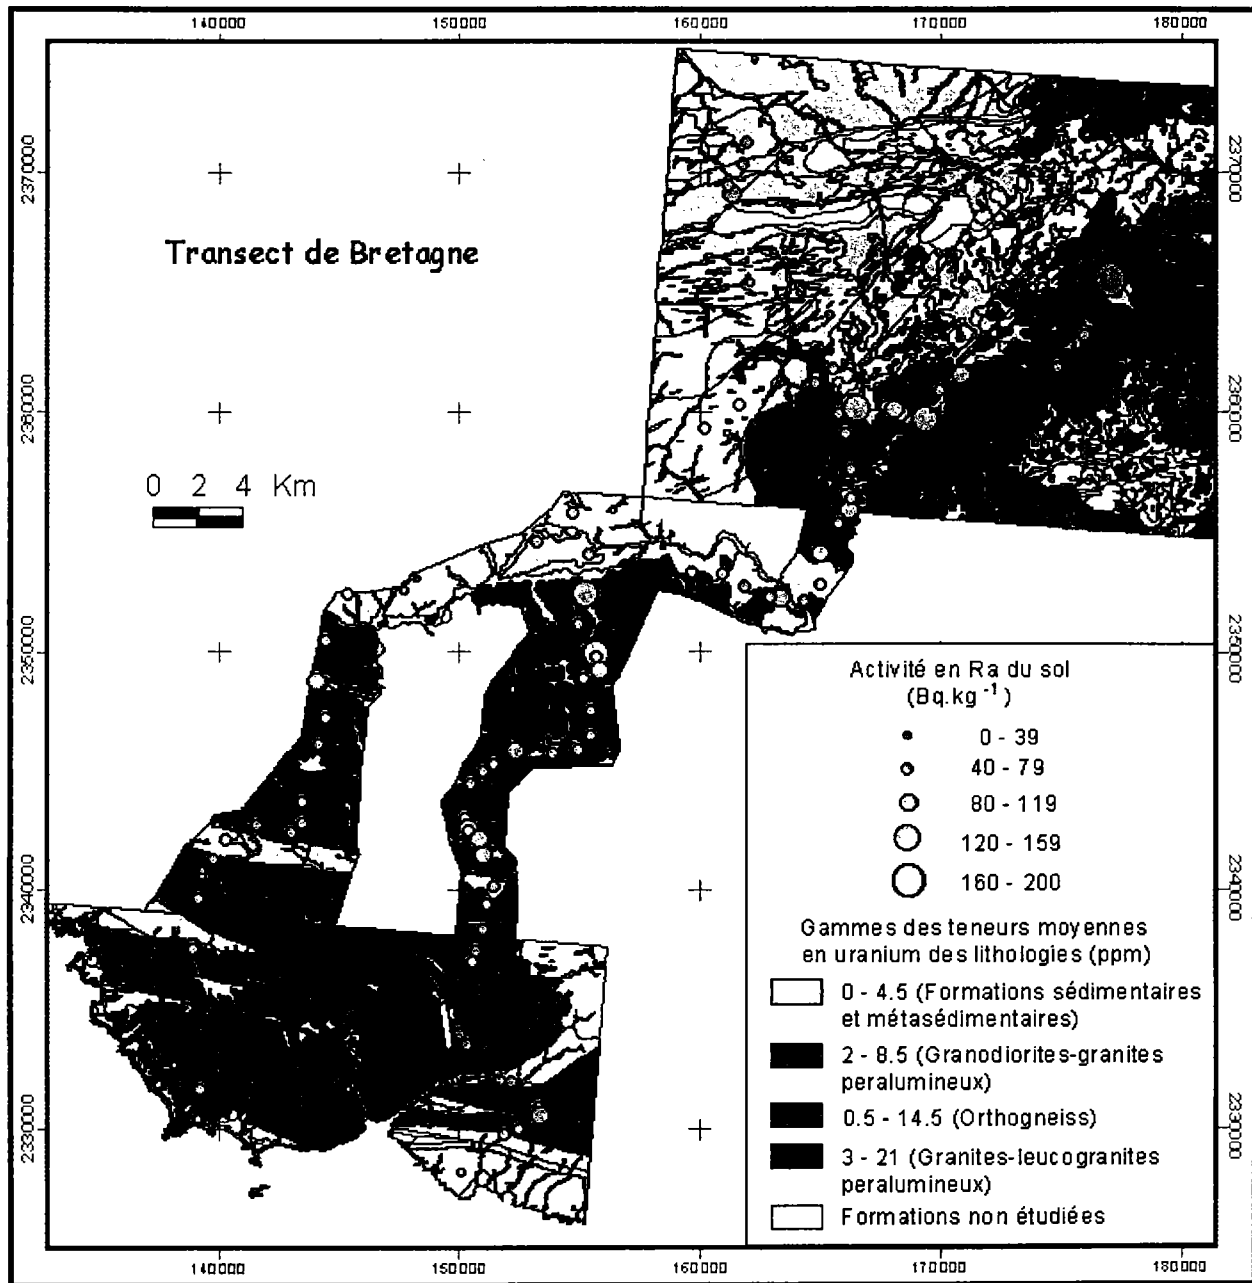 140000 150000 160000 170000 180000
2370000
2370000
Transect de Bretagne
2380000
2360000
0 2 4 Km
2350000
2350000
Activité en Ra du sol
(Bq.kg⁻¹)
0 - 39
40 - 79
80 - 119
120 - 159
160 - 200
2340000
2340000
Gammes des teneurs moyennes
en uranium des lithologies (ppm)
0 - 4.5 (Formations sédimentaires
et métasédimentaires)
2 - 8.5 (Granodiorites-granites
peralumineux)
0.5 - 14.5 (Orthogneiss)
3 - 21 (Granites-leucogranites
peralumineux)
Formations non étudiées
2330000
2330000
140000 150000 160000 170000 180000